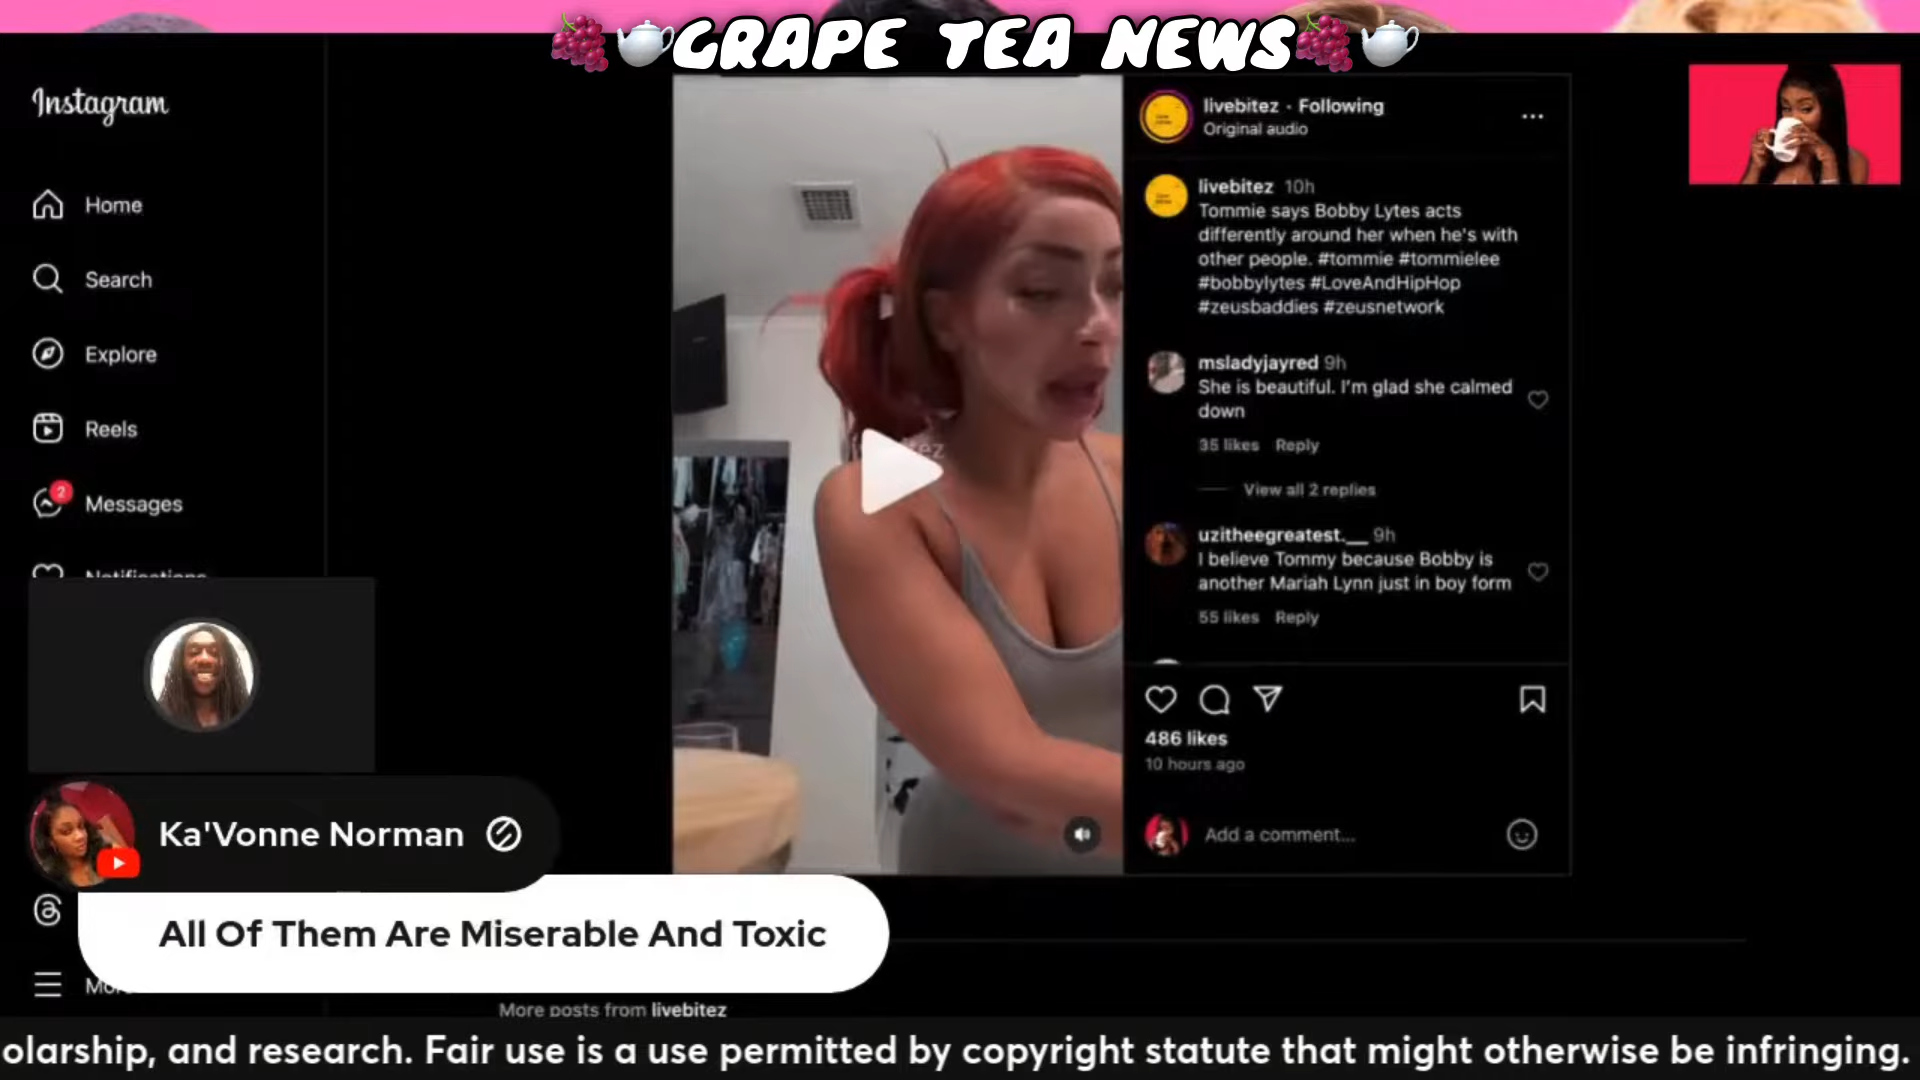 GRAPE TEA NEWS
Instagram
Home
Search
Explore
Reels
2
Messages
Notifications
livebitez • Following
Original audio
livebitez 10h
Tommie says Bobby Lytes acts
differently around her when he's with
other people. #tommie #tommielee
#bobbylytes #LoveAndHipHop
#zeusbaddies #zeusnetwork
msladyjayred 9h
She is beautiful. I'm glad she calmed
down
35 likes Reply
View all 2 replies
uzitheegreatest.__ 9h
I believe Tommy because Bobby is
another Mariah Lynn just in boy form
55 likes Reply
486 likes
10 hours ago
Add a comment...
Ka'Vonne Norman
All Of Them Are Miserable And Toxic
More posts from livebitez
olarship, and research. Fair use is a use permitted by copyright statute that might otherwise be infringing.